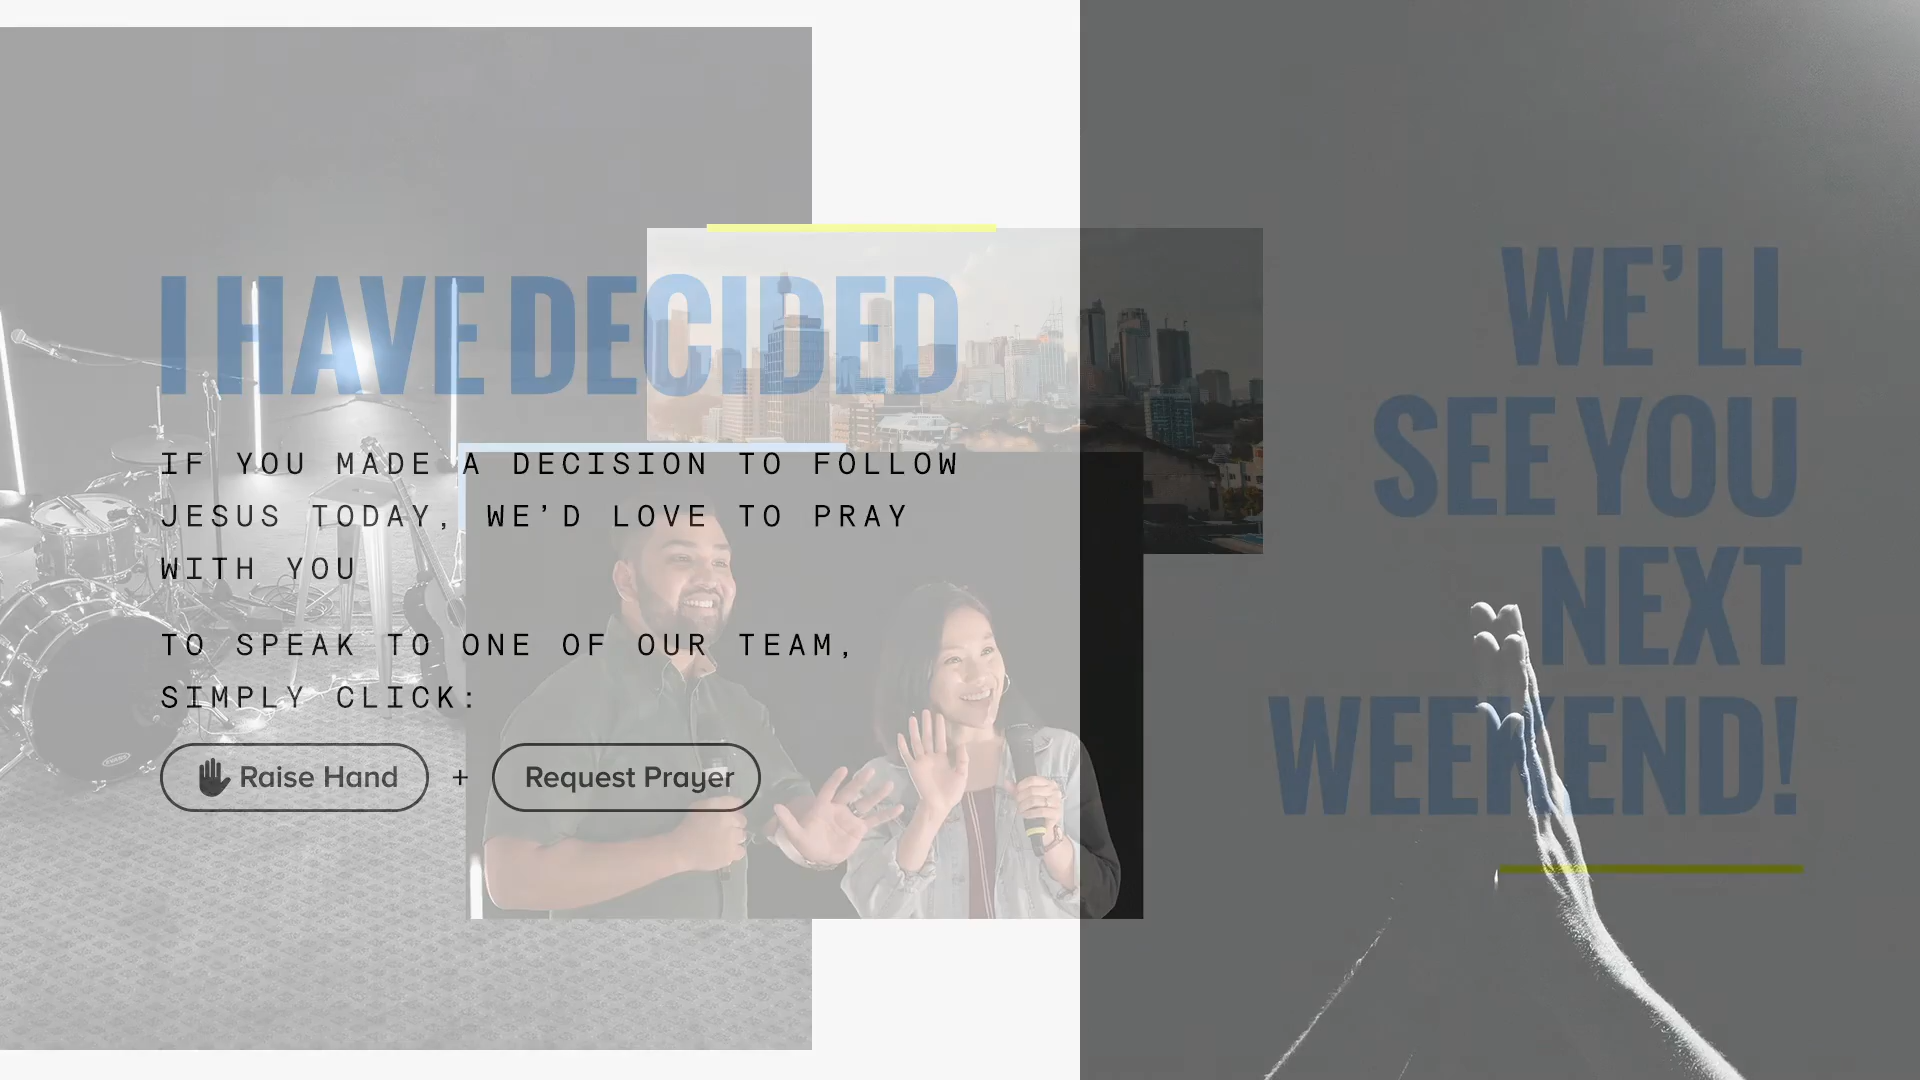 I HAVE DECIDED
IF YOU MADE A DECISION TO FOLLOW
JESUS TODAY, WE’D LOVE TO PRAY
WITH YOU
TO SPEAK TO ONE OF OUR TEAM,
SIMPLY CLICK:
Raise Hand + Request Prayer
WE’LL
SEE YOU
NEXT
WEEKEND!